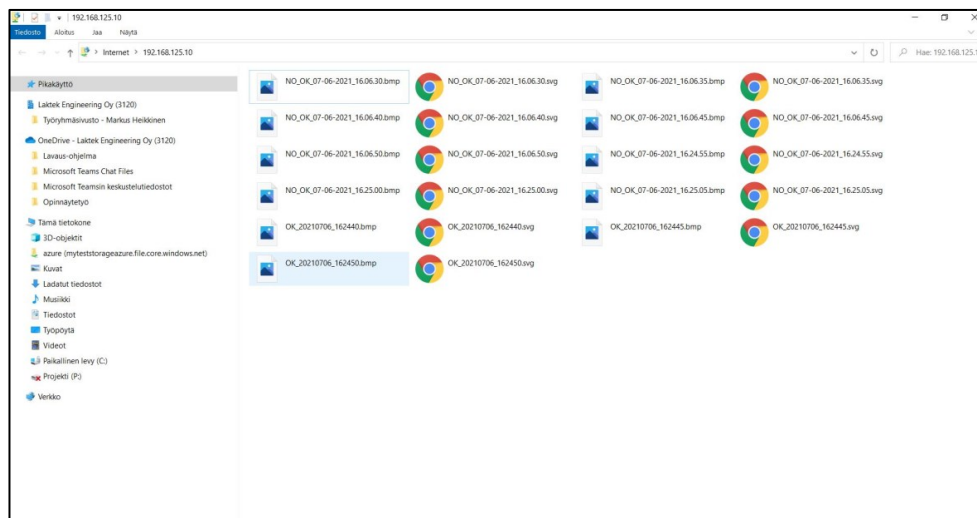 192.168.125.10
Tiedosto Aloitus Jaa Näytä
Internet > 192.168.125.10
Hae: 192.168.125.1
Pikakäyttö
Laktek Engineering Oy (3120)
Työryhmäsivusto - Markus Heikkinen
OneDrive - Laktek Engineering Oy (3120)
Lavaus-ohjelma
Microsoft Teams Chat Files
Microsoft Teamsin keskustelutiedostot
Opinnäytetyö
Tämä tietokone
3D-objektit
azure (myteststorageazure.file.core.windows.net)
Kuvat
Ladatut tiedostot
Musiikki
Tiedostot
Työpöytä
Videot
Paikallinen levy (C:)
Projekti (P:)
Verkko
NO_OK_07-06-2021_16.06.30.bmp NO_OK_07-06-2021_16.06.30.svg NO_OK_07-06-2021_16.06.35.bmp NO_OK_07-06-2021_16.06.35.svg
NO_OK_07-06-2021_16.06.40.bmp NO_OK_07-06-2021_16.06.40.svg NO_OK_07-06-2021_16.06.45.bmp NO_OK_07-06-2021_16.06.45.svg
NO_OK_07-06-2021_16.06.50.bmp NO_OK_07-06-2021_16.06.50.svg NO_OK_07-06-2021_16.24.55.bmp NO_OK_07-06-2021_16.24.55.svg
NO_OK_07-06-2021_16.25.00.bmp NO_OK_07-06-2021_16.25.00.svg NO_OK_07-06-2021_16.25.05.bmp NO_OK_07-06-2021_16.25.05.svg
OK_20210706_162440.bmp OK_20210706_162440.svg OK_20210706_162445.bmp OK_20210706_162445.svg
OK_20210706_162450.bmp OK_20210706_162450.svg